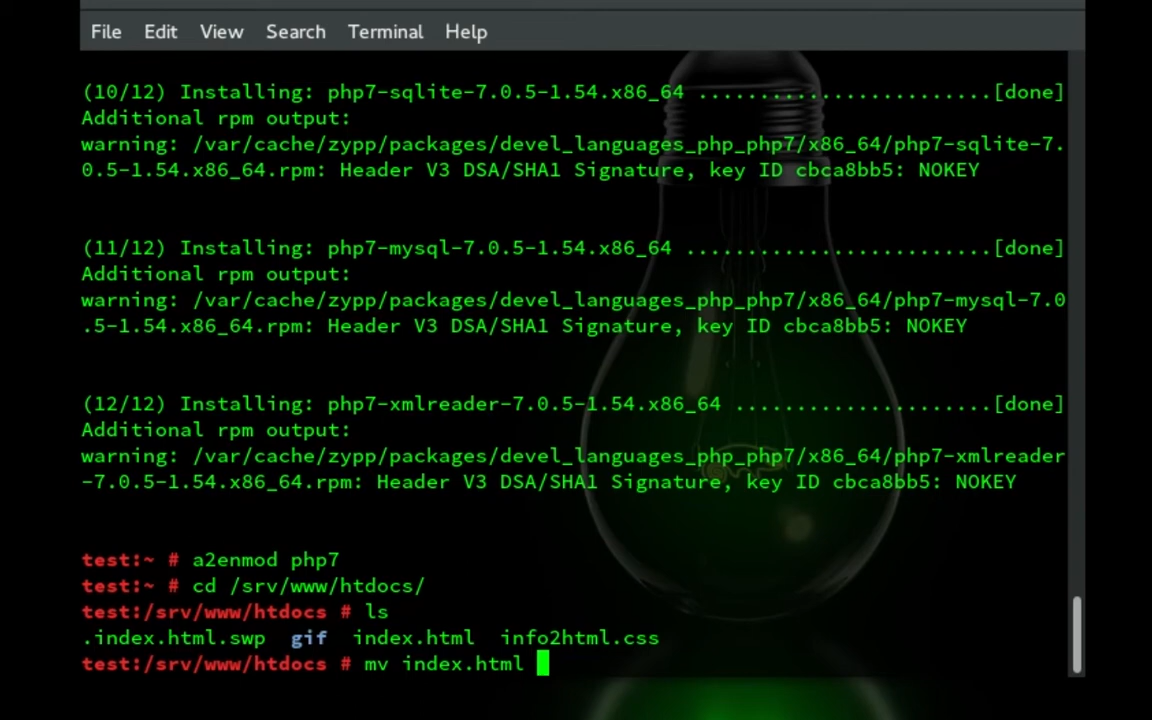 File Edit View Search Terminal Help
(10/12) Installing: php7-sqlite-7.0.5-1.54.x86_64 ........................[done]
Additional rpm output:
warning: /var/cache/zypp/packages/devel_languages_php_php7/x86_64/php7-sqlite-7.
0.5-1.54.x86_64.rpm: Header V3 DSA/SHA1 Signature, key ID cbca8bb5: NOKEY
(11/12) Installing: php7-mysql-7.0.5-1.54.x86_64 .........................[done]
Additional rpm output:
warning: /var/cache/zypp/packages/devel_languages_php_php7/x86_64/php7-mysql-7.0
.5-1.54.x86_64.rpm: Header V3 DSA/SHA1 Signature, key ID cbca8bb5: NOKEY
(12/12) Installing: php7-xmlreader-7.0.5-1.54.x86_64 .....................[done]
Additional rpm output:
warning: /var/cache/zypp/packages/devel_languages_php_php7/x86_64/php7-xmlreader
-7.0.5-1.54.x86_64.rpm: Header V3 DSA/SHA1 Signature, key ID cbca8bb5: NOKEY
test:~ # a2enmod php7
test:~ # cd /srv/www/htdocs/
test:/srv/www/htdocs # ls
.index.html.swp gif index.html info2html.css
test:/srv/www/htdocs # mv index.html